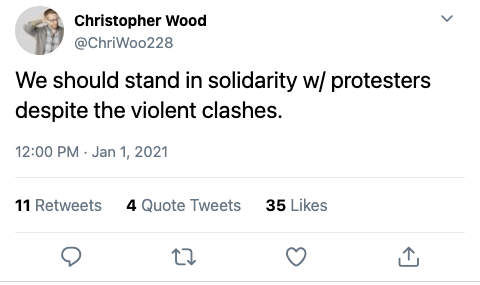 Christopher Wood
@ChriWoo228
We should stand in solidarity w/ protesters
despite the violent clashes.
12:00 PM · Jan 1, 2021
11 Retweets 4 Quote Tweets 35 Likes